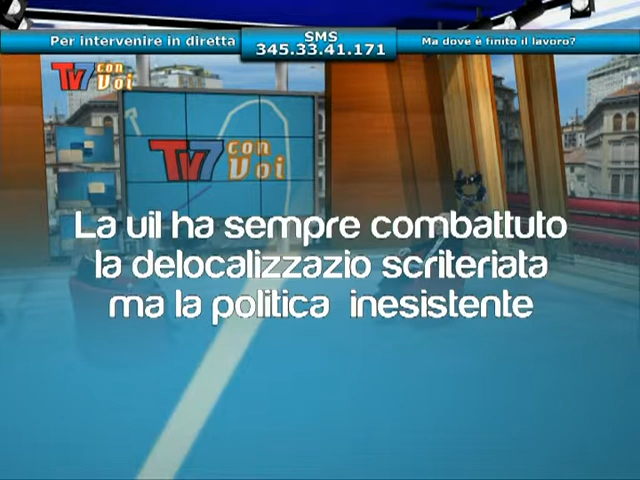 Per intervenire in diretta
SMS
345.33.41.171
Ma dove è finito il lavoro?
TV7 con Voi
TV7 con Voi
La uil ha sempre combattuto
la delocalizzazio scriteriata
ma la politica inesistente